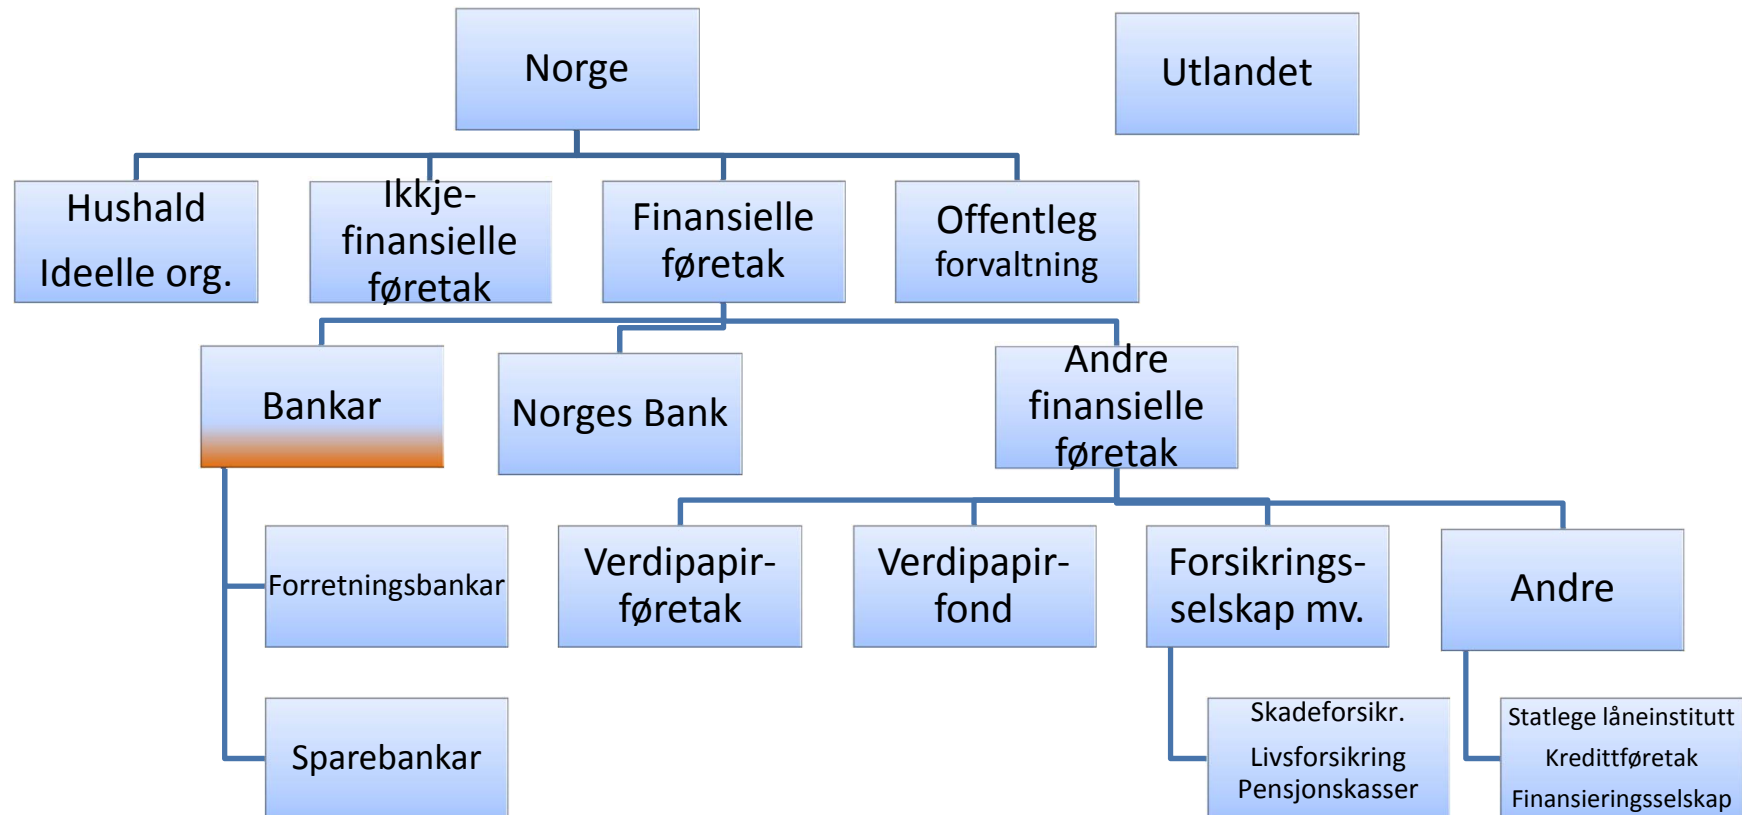 Norge
Utlandet
Hushald
Ideelle org.
Ikkje-
finansielle
føretak
Finansielle
føretak
Offentleg
forvaltning
Bankar
Norges Bank
Andre
finansielle
føretak
Forretningsbankar
Sparebankar
Verdipapir-
føretak
Verdipapir-
fond
Forsikrings-
selskap mv.
Andre
Skadeforsikr.
Livsforsikring
Pensjonskasser
Statlege låneinstitutt
Kredittføretak
Finansieringsselskap